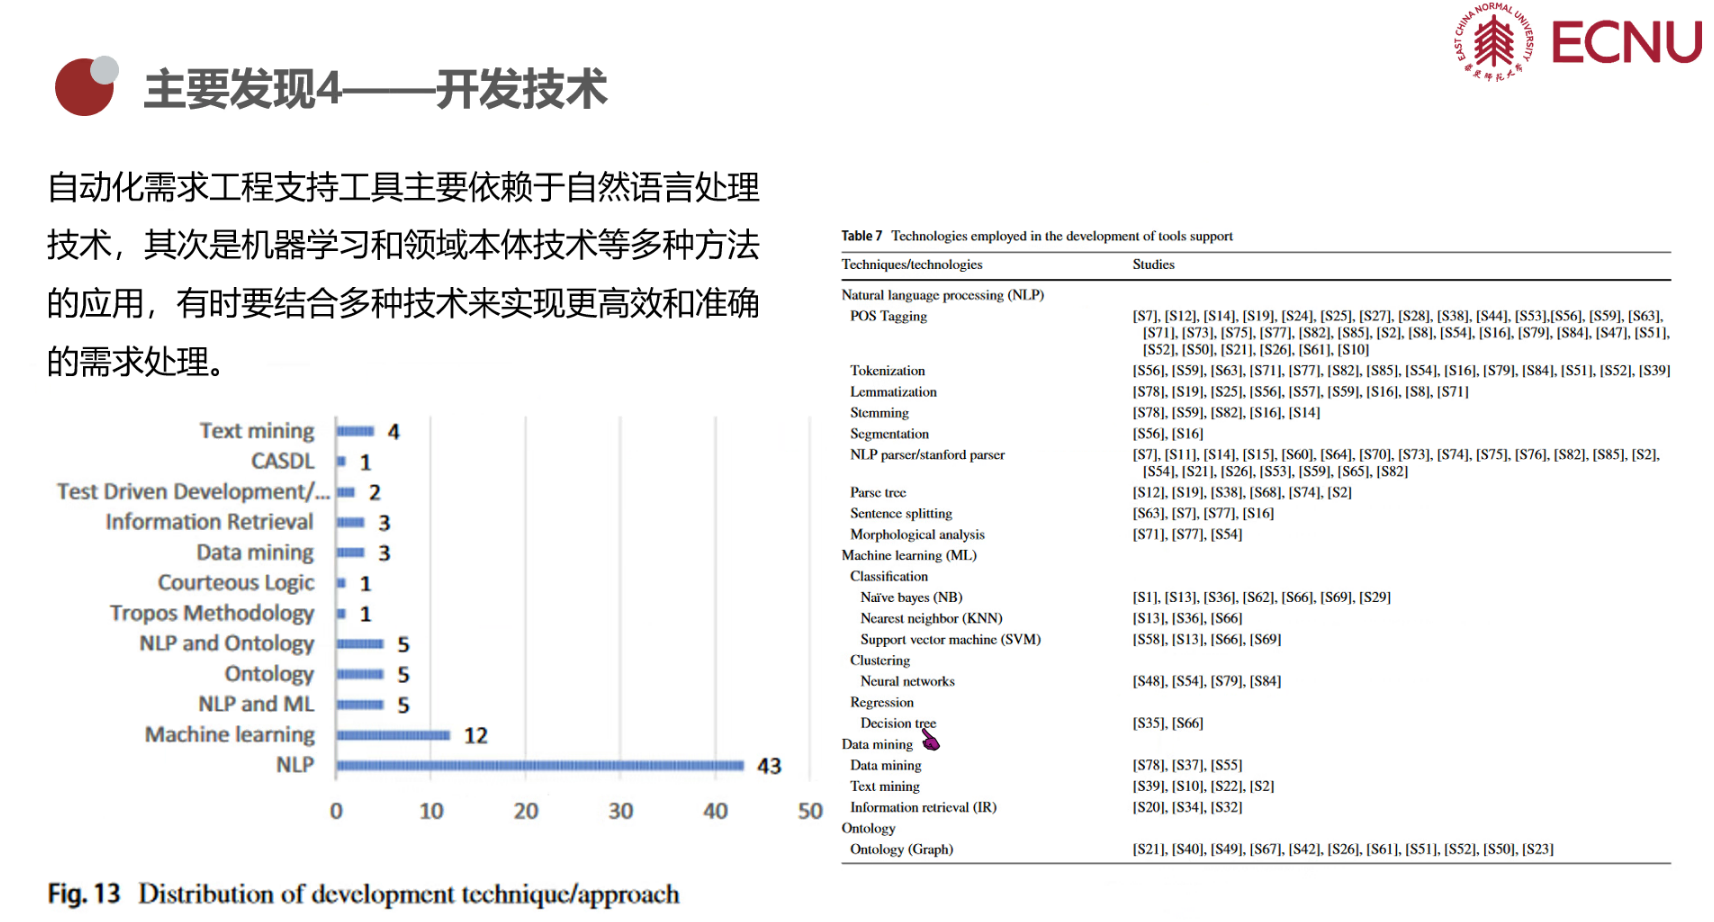 EAST CHINA NORMAL UNIVERSITY
華東師範大學
ECNU
主要发现4——开发技术
自动化需求工程支持工具主要依赖于自然语言处理
技术，其次是机器学习和领域本体技术等多种方法
的应用，有时要结合多种技术来实现更高效和准确
的需求处理。
Text mining 4
CASDL 1
Test Driven Development/... 2
Information Retrieval 3
Data mining 3
Courteous Logic 1
Tropos Methodology 1
NLP and Ontology 5
Ontology 5
NLP and ML 5
Machine learning 12
NLP 43
0 10 20 30 40 50
Fig. 13 Distribution of development technique/approach
Table 7 Technologies employed in the development of tools support
Techniques/technologies Studies
Natural language processing (NLP)
POS Tagging [S7], [S12], [S14], [S19], [S24], [S25], [S27], [S28], [S38], [S44], [S53],[S56], [S59], [S63],
[S71], [S73], [S75], [S77], [S82], [S85], [S2], [S8], [S54], [S16], [S79], [S84], [S47], [S51],
[S52], [S50], [S21], [S26], [S61], [S10]
Tokenization [S56], [S59], [S63], [S71], [S77], [S82], [S85], [S54], [S16], [S79], [S84], [S51], [S52], [S39]
Lemmatization [S78], [S19], [S25], [S56], [S57], [S59], [S16], [S8], [S71]
Stemming [S78], [S59], [S82], [S16], [S14]
Segmentation [S56], [S16]
NLP parser/stanford parser [S7], [S11], [S14], [S15], [S60], [S64], [S70], [S73], [S74], [S75], [S76], [S82], [S85], [S2],
[S54], [S21], [S26], [S53], [S59], [S65], [S82]
Parse tree [S12], [S19], [S38], [S68], [S74], [S2]
Sentence splitting [S63], [S7], [S77], [S16]
Morphological analysis [S71], [S77], [S54]
Machine learning (ML)
Classification
Naïve bayes (NB) [S1], [S13], [S36], [S62], [S66], [S69], [S29]
Nearest neighbor (KNN) [S13], [S36], [S66]
Support vector machine (SVM) [S58], [S13], [S66], [S69]
Clustering
Neural networks [S48], [S54], [S79], [S84]
Regression
Decision tree [S35], [S66]
Data mining
Data mining [S78], [S37], [S55]
Text mining [S39], [S10], [S22], [S2]
Information retrieval (IR) [S20], [S34], [S32]
Ontology
Ontology (Graph) [S21], [S40], [S49], [S67], [S42], [S26], [S61], [S51], [S52], [S50], [S23]